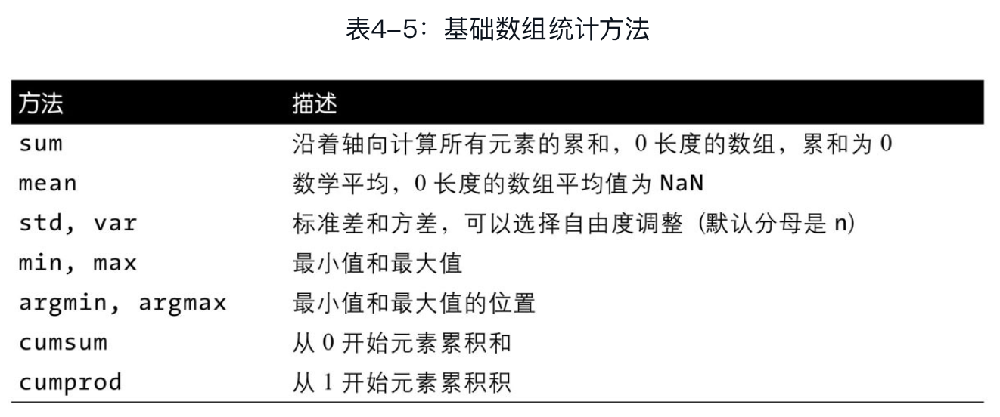 表4-5：基础数组统计方法
方法 描述
sum 沿着轴向计算所有元素的累和，0 长度的数组，累和为 0
mean 数学平均，0 长度的数组平均值为 NaN
std, var 标准差和方差，可以选择自由度调整（默认分母是 n）
min, max 最小值和最大值
argmin, argmax 最小值和最大值的位置
cumsum 从 0 开始元素累积和
cumprod 从 1 开始元素累积积